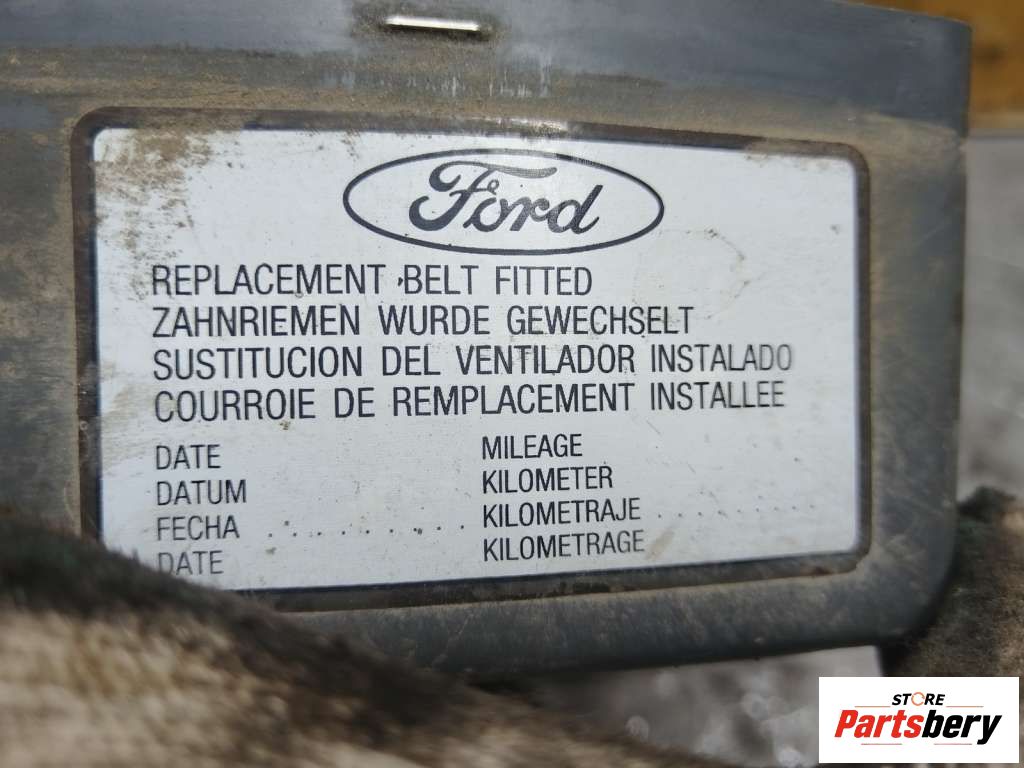 Ford
REPLACEMENT BELT FITTED
ZAHNRIEMEN WURDE GEWECHSELT
SUSTITUCION DEL VENTILADOR INSTALADO
COURROIE DE REMPLACEMENT INSTALLEE
DATE
DATUM
FECHA ..........
DATE
MILEAGE
KILOMETER
KILOMETRAJE ..........
KILOMETRAGE
STORE
Partsbery